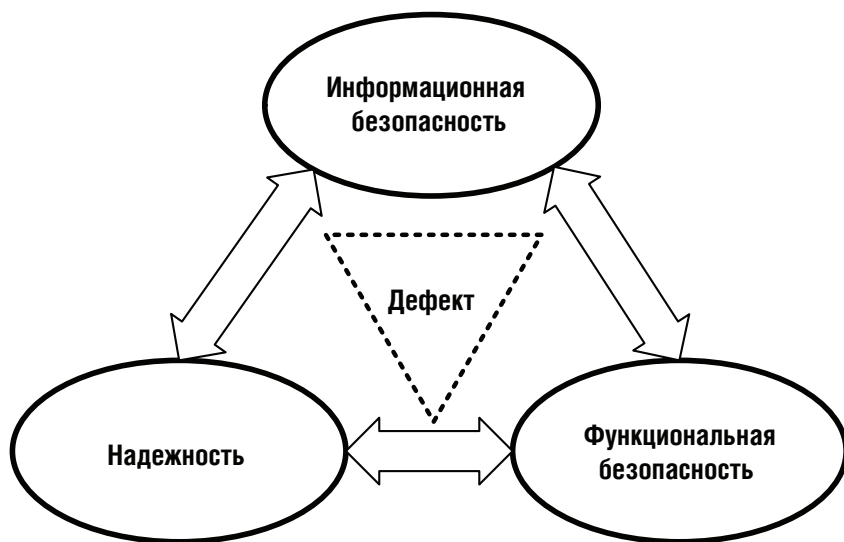 Информационная
безопасность
Дефект
Надежность
Функциональная
безопасность